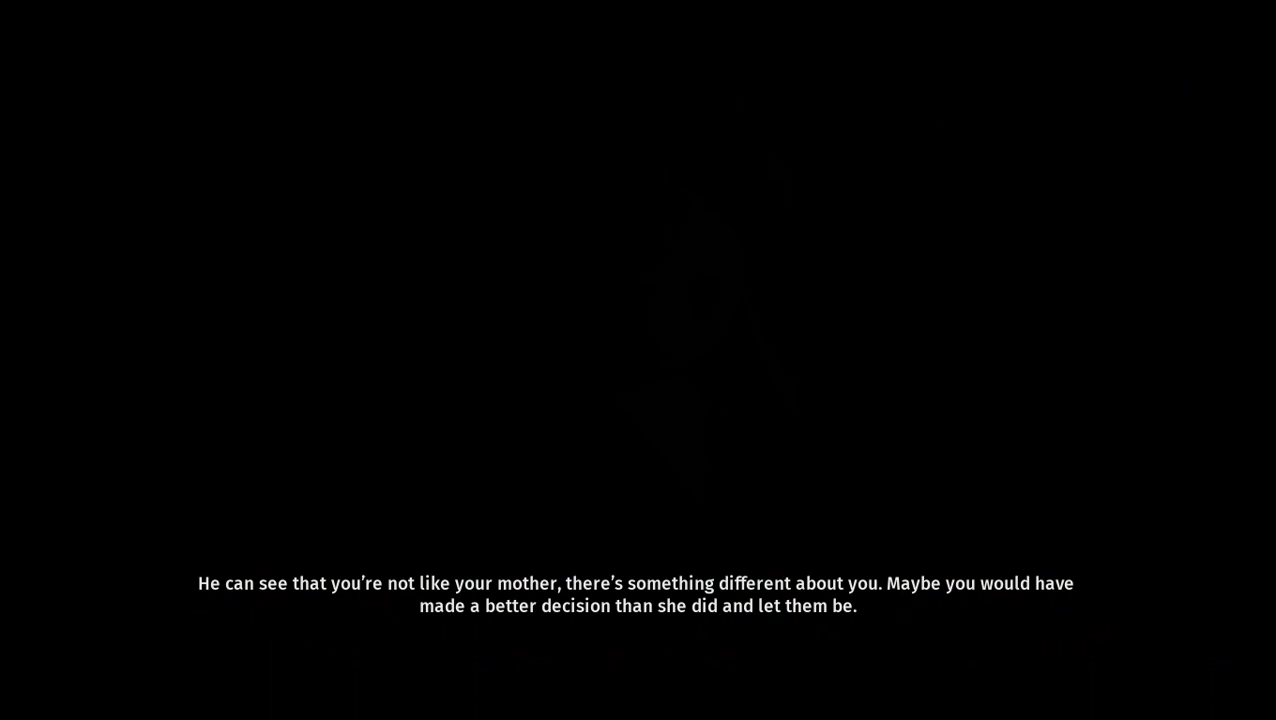 He can see that you’re not like your mother, there’s something different about you. Maybe you would have
made a better decision than she did and let them be.